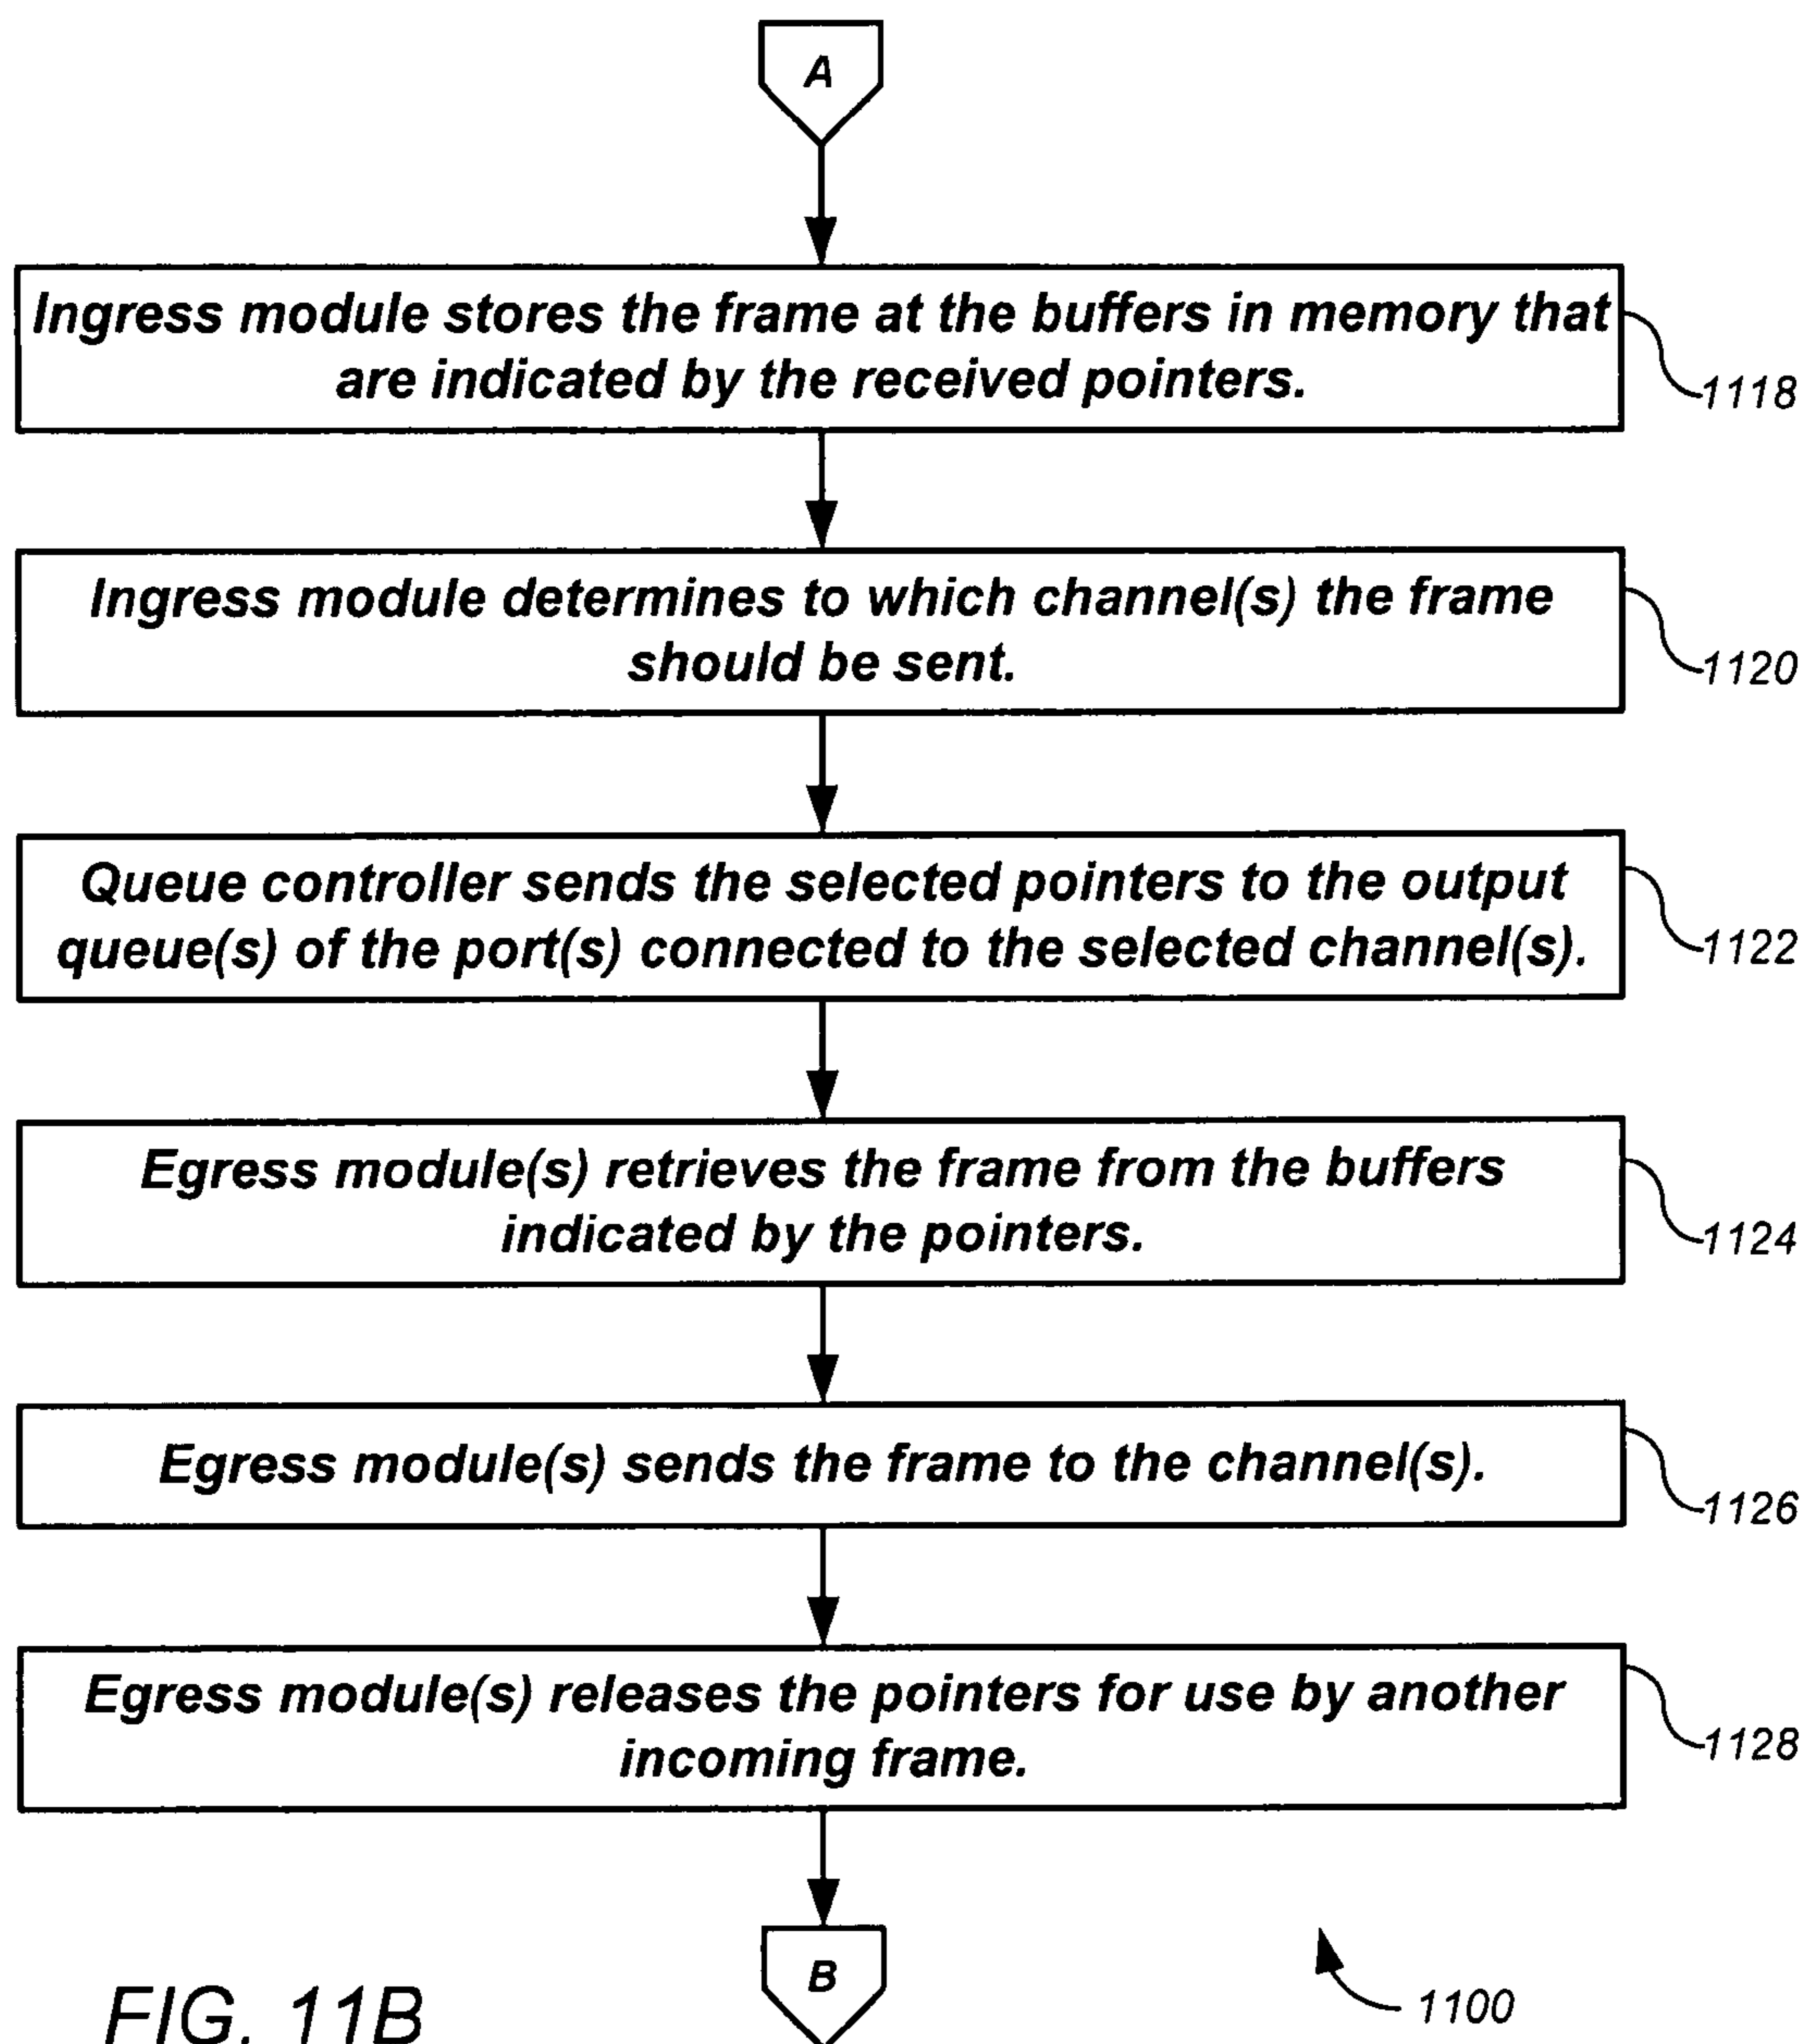 A
Ingress module stores the frame at the buffers in memory that
are indicated by the received pointers.
1118
Ingress module determines to which channel(s) the frame
should be sent.
1120
Queue controller sends the selected pointers to the output
queue(s) of the port(s) connected to the selected channel(s).
1122
Egress module(s) retrieves the frame from the buffers
indicated by the pointers.
1124
Egress module(s) sends the frame to the channel(s).
1126
Egress module(s) releases the pointers for use by another
incoming frame.
1128
B
1100
FIG. 11B